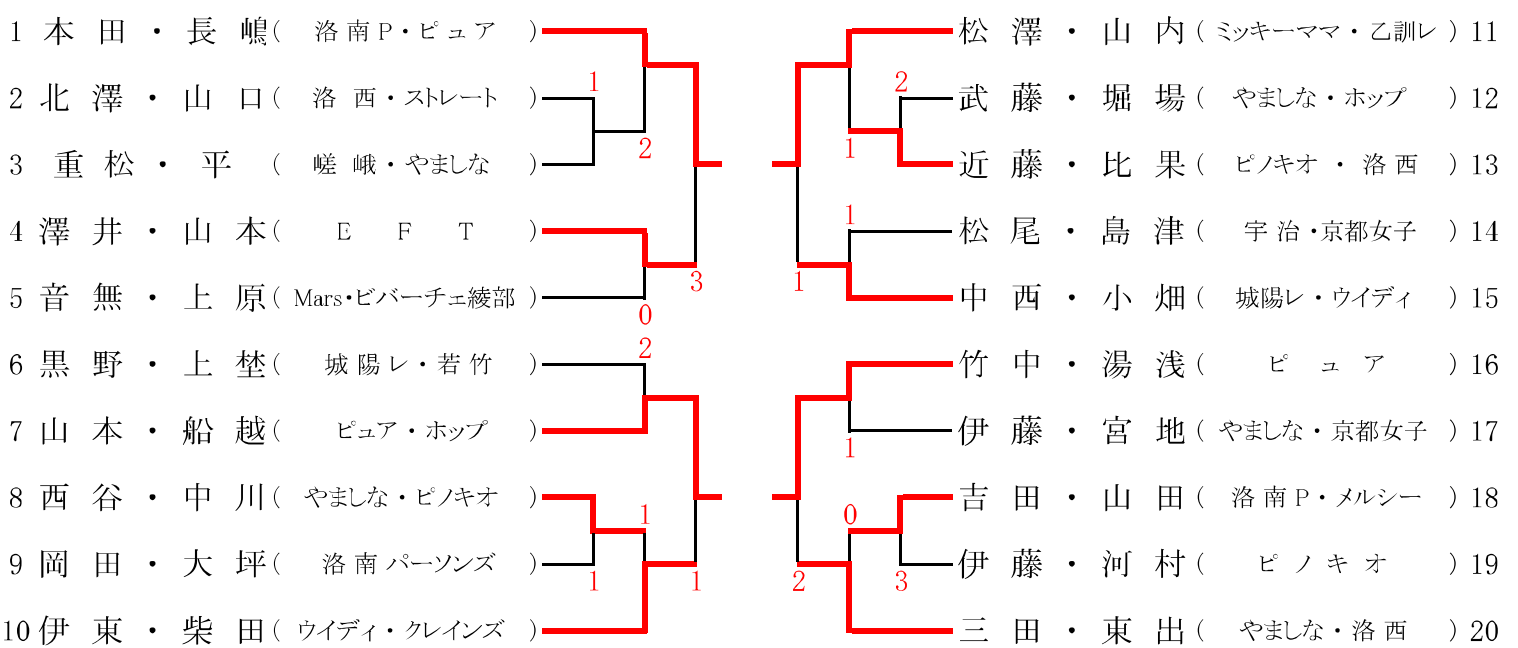 1 本田・長嶋(洛南P・ピュア)
1
2 北澤・山口(洛西・ストレート)
2
3 重松・平(嵯峨・やましな)
4 澤井・山本(EFT)
3
5 音無・上原(Mars・ビバーチェ綾部)
0
2
6 黒野・上埜(城陽レ・若竹)
7 山本・船越(ピュア・ホップ)
8 西谷・中川(やましな・ピノキオ)
1
9 岡田・大坪(洛南パーソンズ)
1 1
10 伊東・柴田(ウイディ・クレインズ)
松澤・山内(ミッキーママ・乙訓レ)11
2
武藤・堀場(やましな・ホップ)12
1
近藤・比果(ピノキオ・洛西)13
1
松尾・島津(宇治・京都女子)14
1
中西・小畑(城陽レ・ウイディ)15
竹中・湯浅(ピュア)16
伊藤・宮地(やましな・京都女子)17
1
吉田・山田(洛南P・メルシー)18
0
伊藤・河村(ピノキオ)19
2 3
三田・東出(やましな・洛西)20